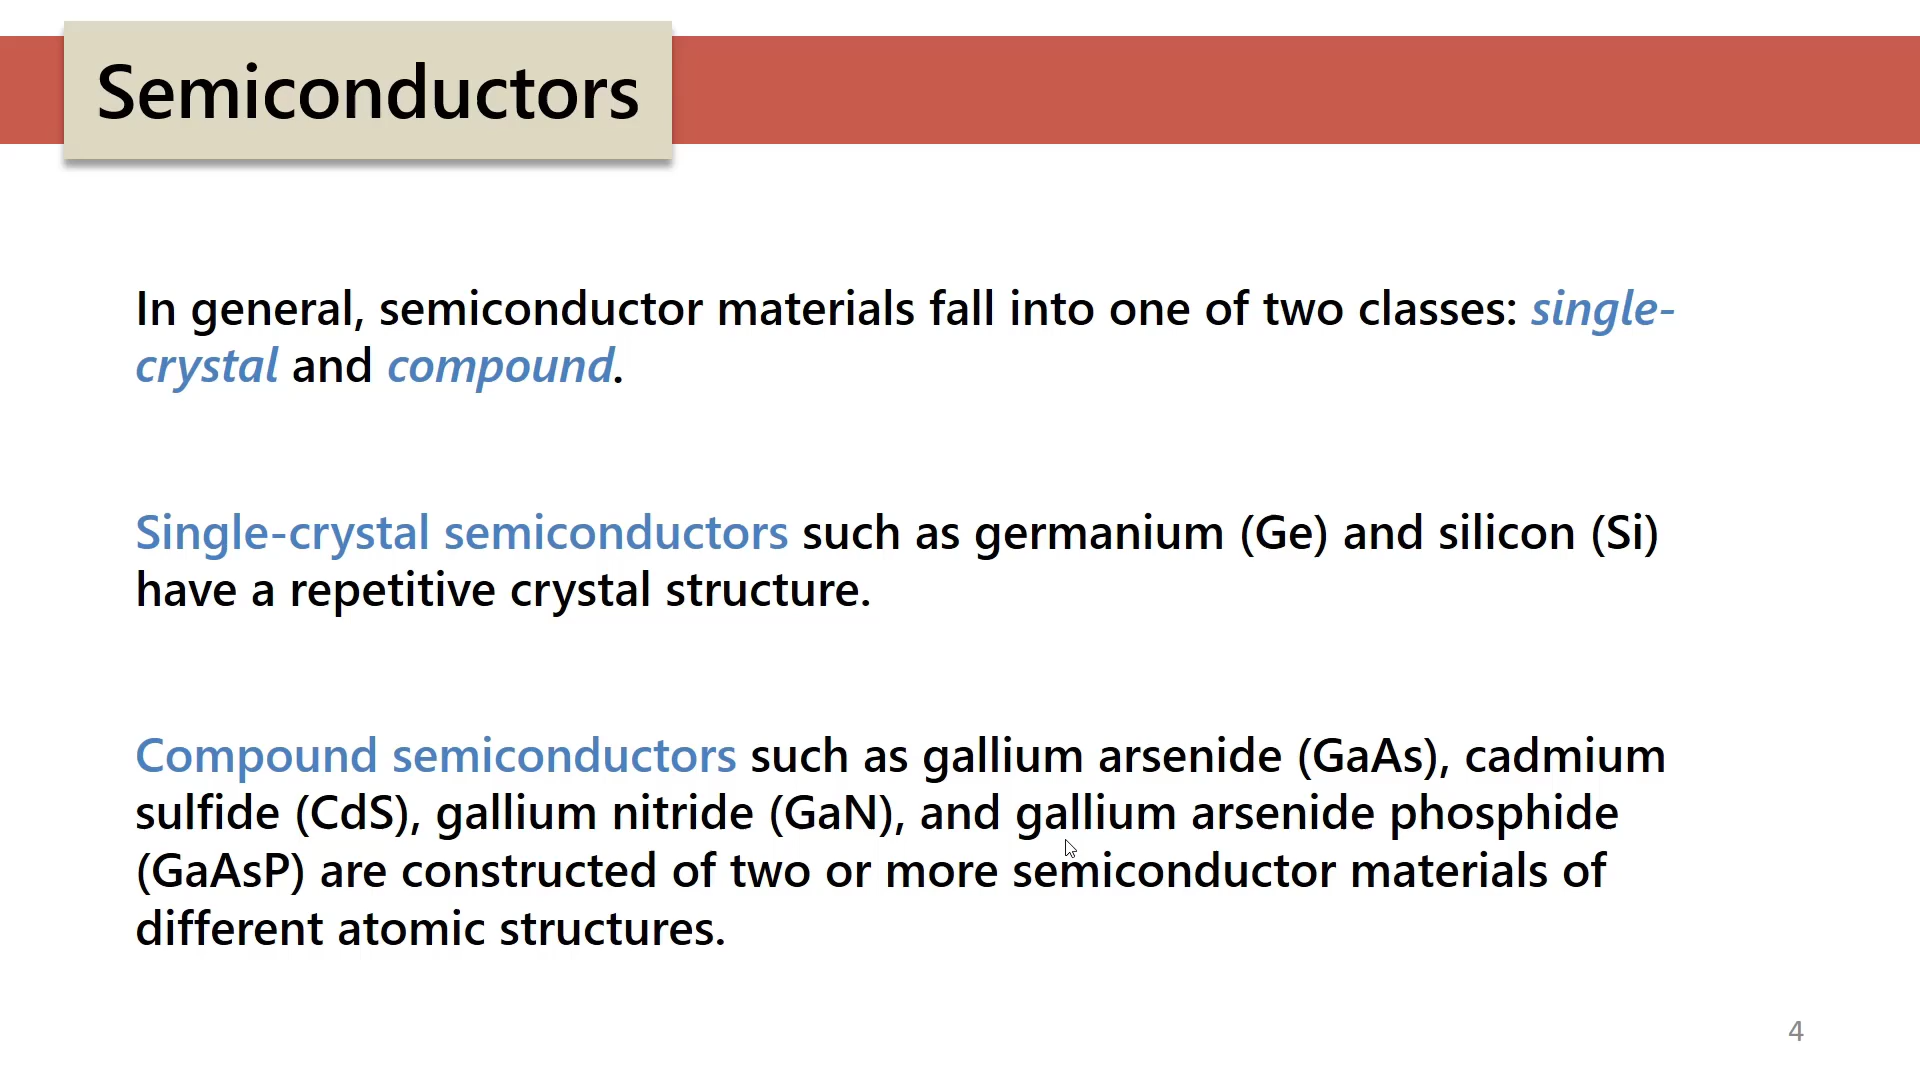 Semiconductors
In general, semiconductor materials fall into one of two classes: single-
crystal and compound.
Single-crystal semiconductors such as germanium (Ge) and silicon (Si)
have a repetitive crystal structure.
Compound semiconductors such as gallium arsenide (GaAs), cadmium
sulfide (CdS), gallium nitride (GaN), and gallium arsenide phosphide
(GaAsP) are constructed of two or more semiconductor materials of
different atomic structures.
4